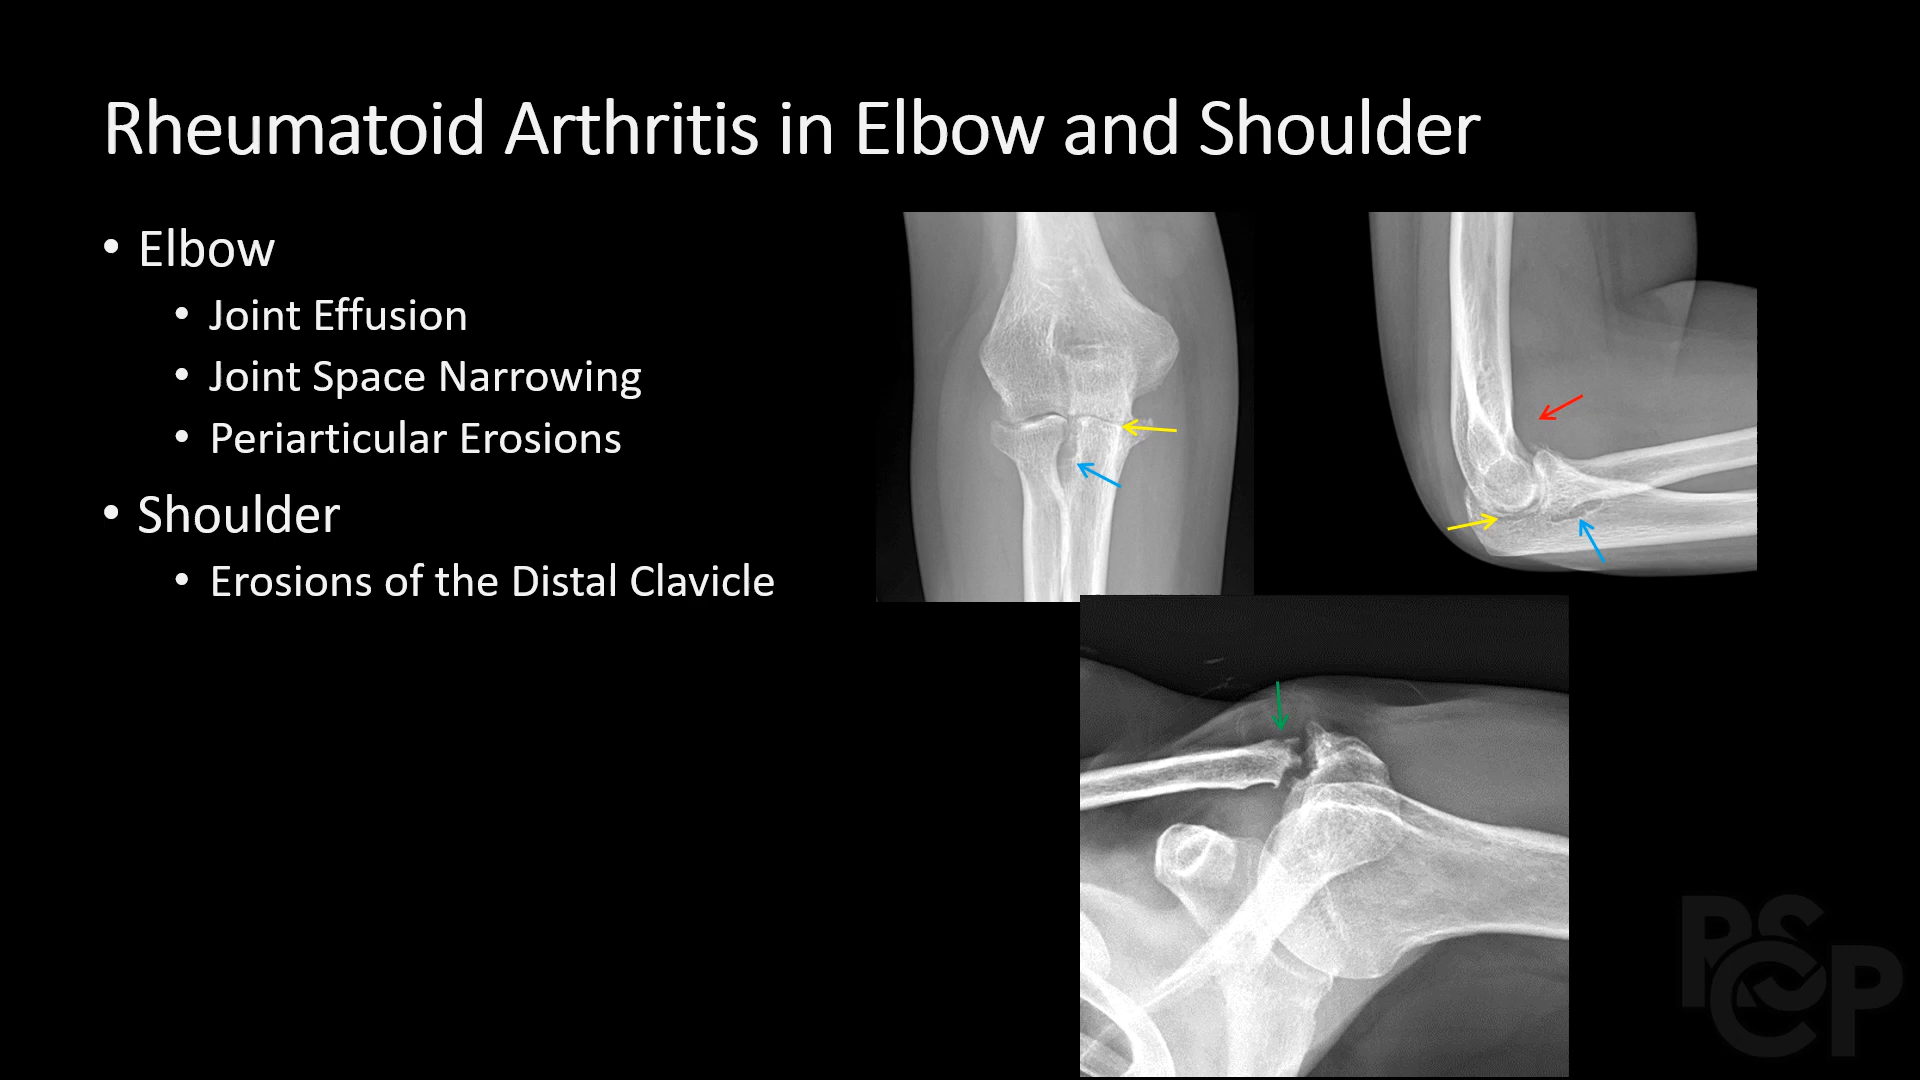 Rheumatoid Arthritis in Elbow and Shoulder
• Elbow
• Joint Effusion
• Joint Space Narrowing
• Periarticular Erosions
• Shoulder
• Erosions of the Distal Clavicle
PSCP